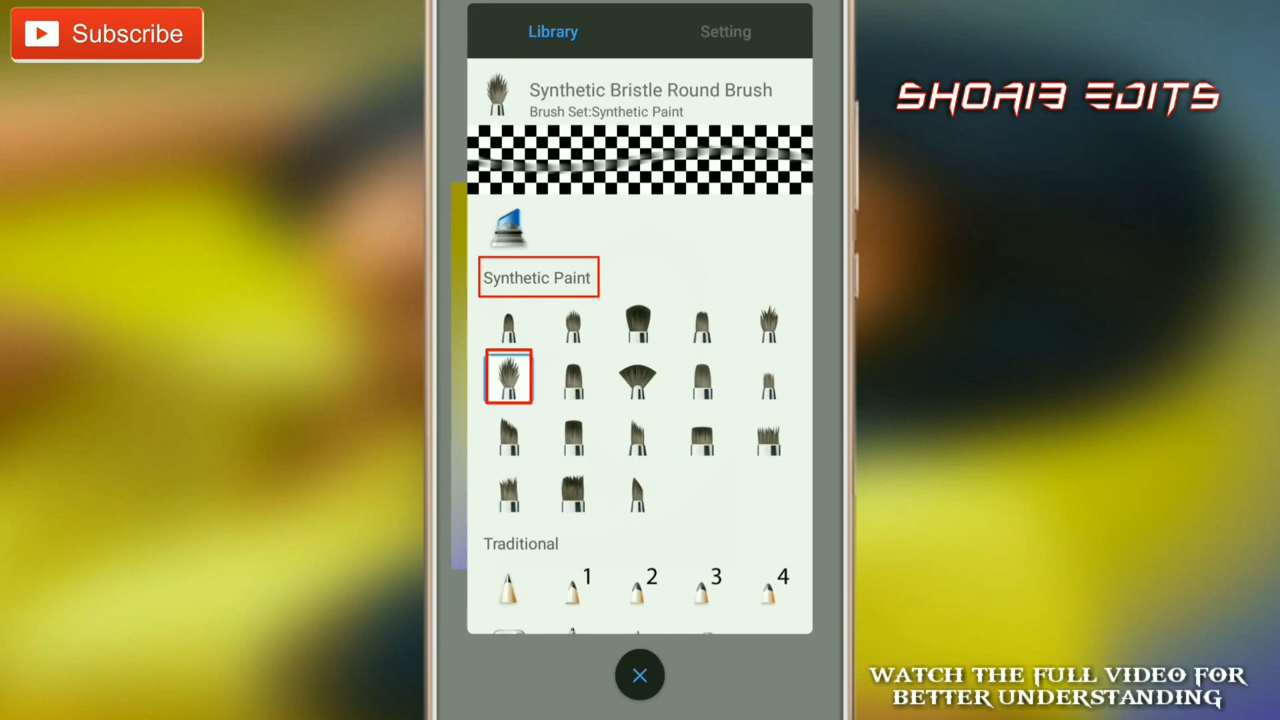 Subscribe
SHOAIB EDITS
Library
Setting
Synthetic Bristle Round Brush
Brush Set:Synthetic Paint
Synthetic Paint
Traditional
1
2
3
4
WATCH THE FULL VIDEO FOR
BETTER UNDERSTANDING